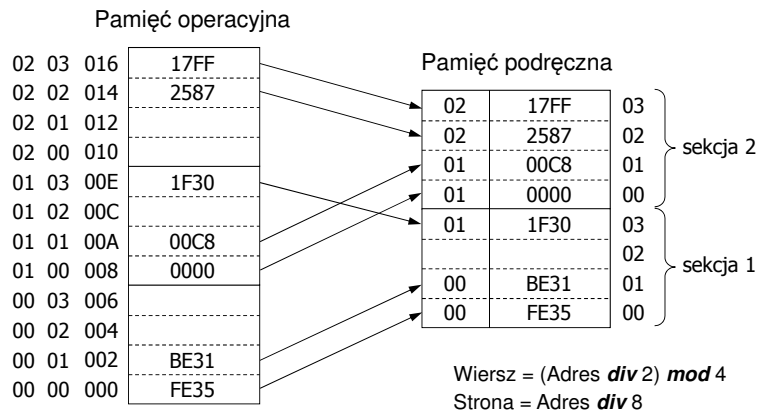 Pamięć operacyjna
02 03 016 17FF
02 02 014 2587
02 01 012
02 00 010
01 03 00E 1F30
01 02 00C
01 01 00A 00C8
01 00 008 0000
00 03 006
00 02 004
00 01 002 BE31
00 00 000 FE35
Pamięć podręczna
02 17FF 03
02 2587 02
01 00C8 01
01 0000 00
sekcja 2
01 1F30 03
02
00 BE31 01
00 FE35 00
sekcja 1
Wiersz = (Adres div 2) mod 4
Strona = Adres div 8